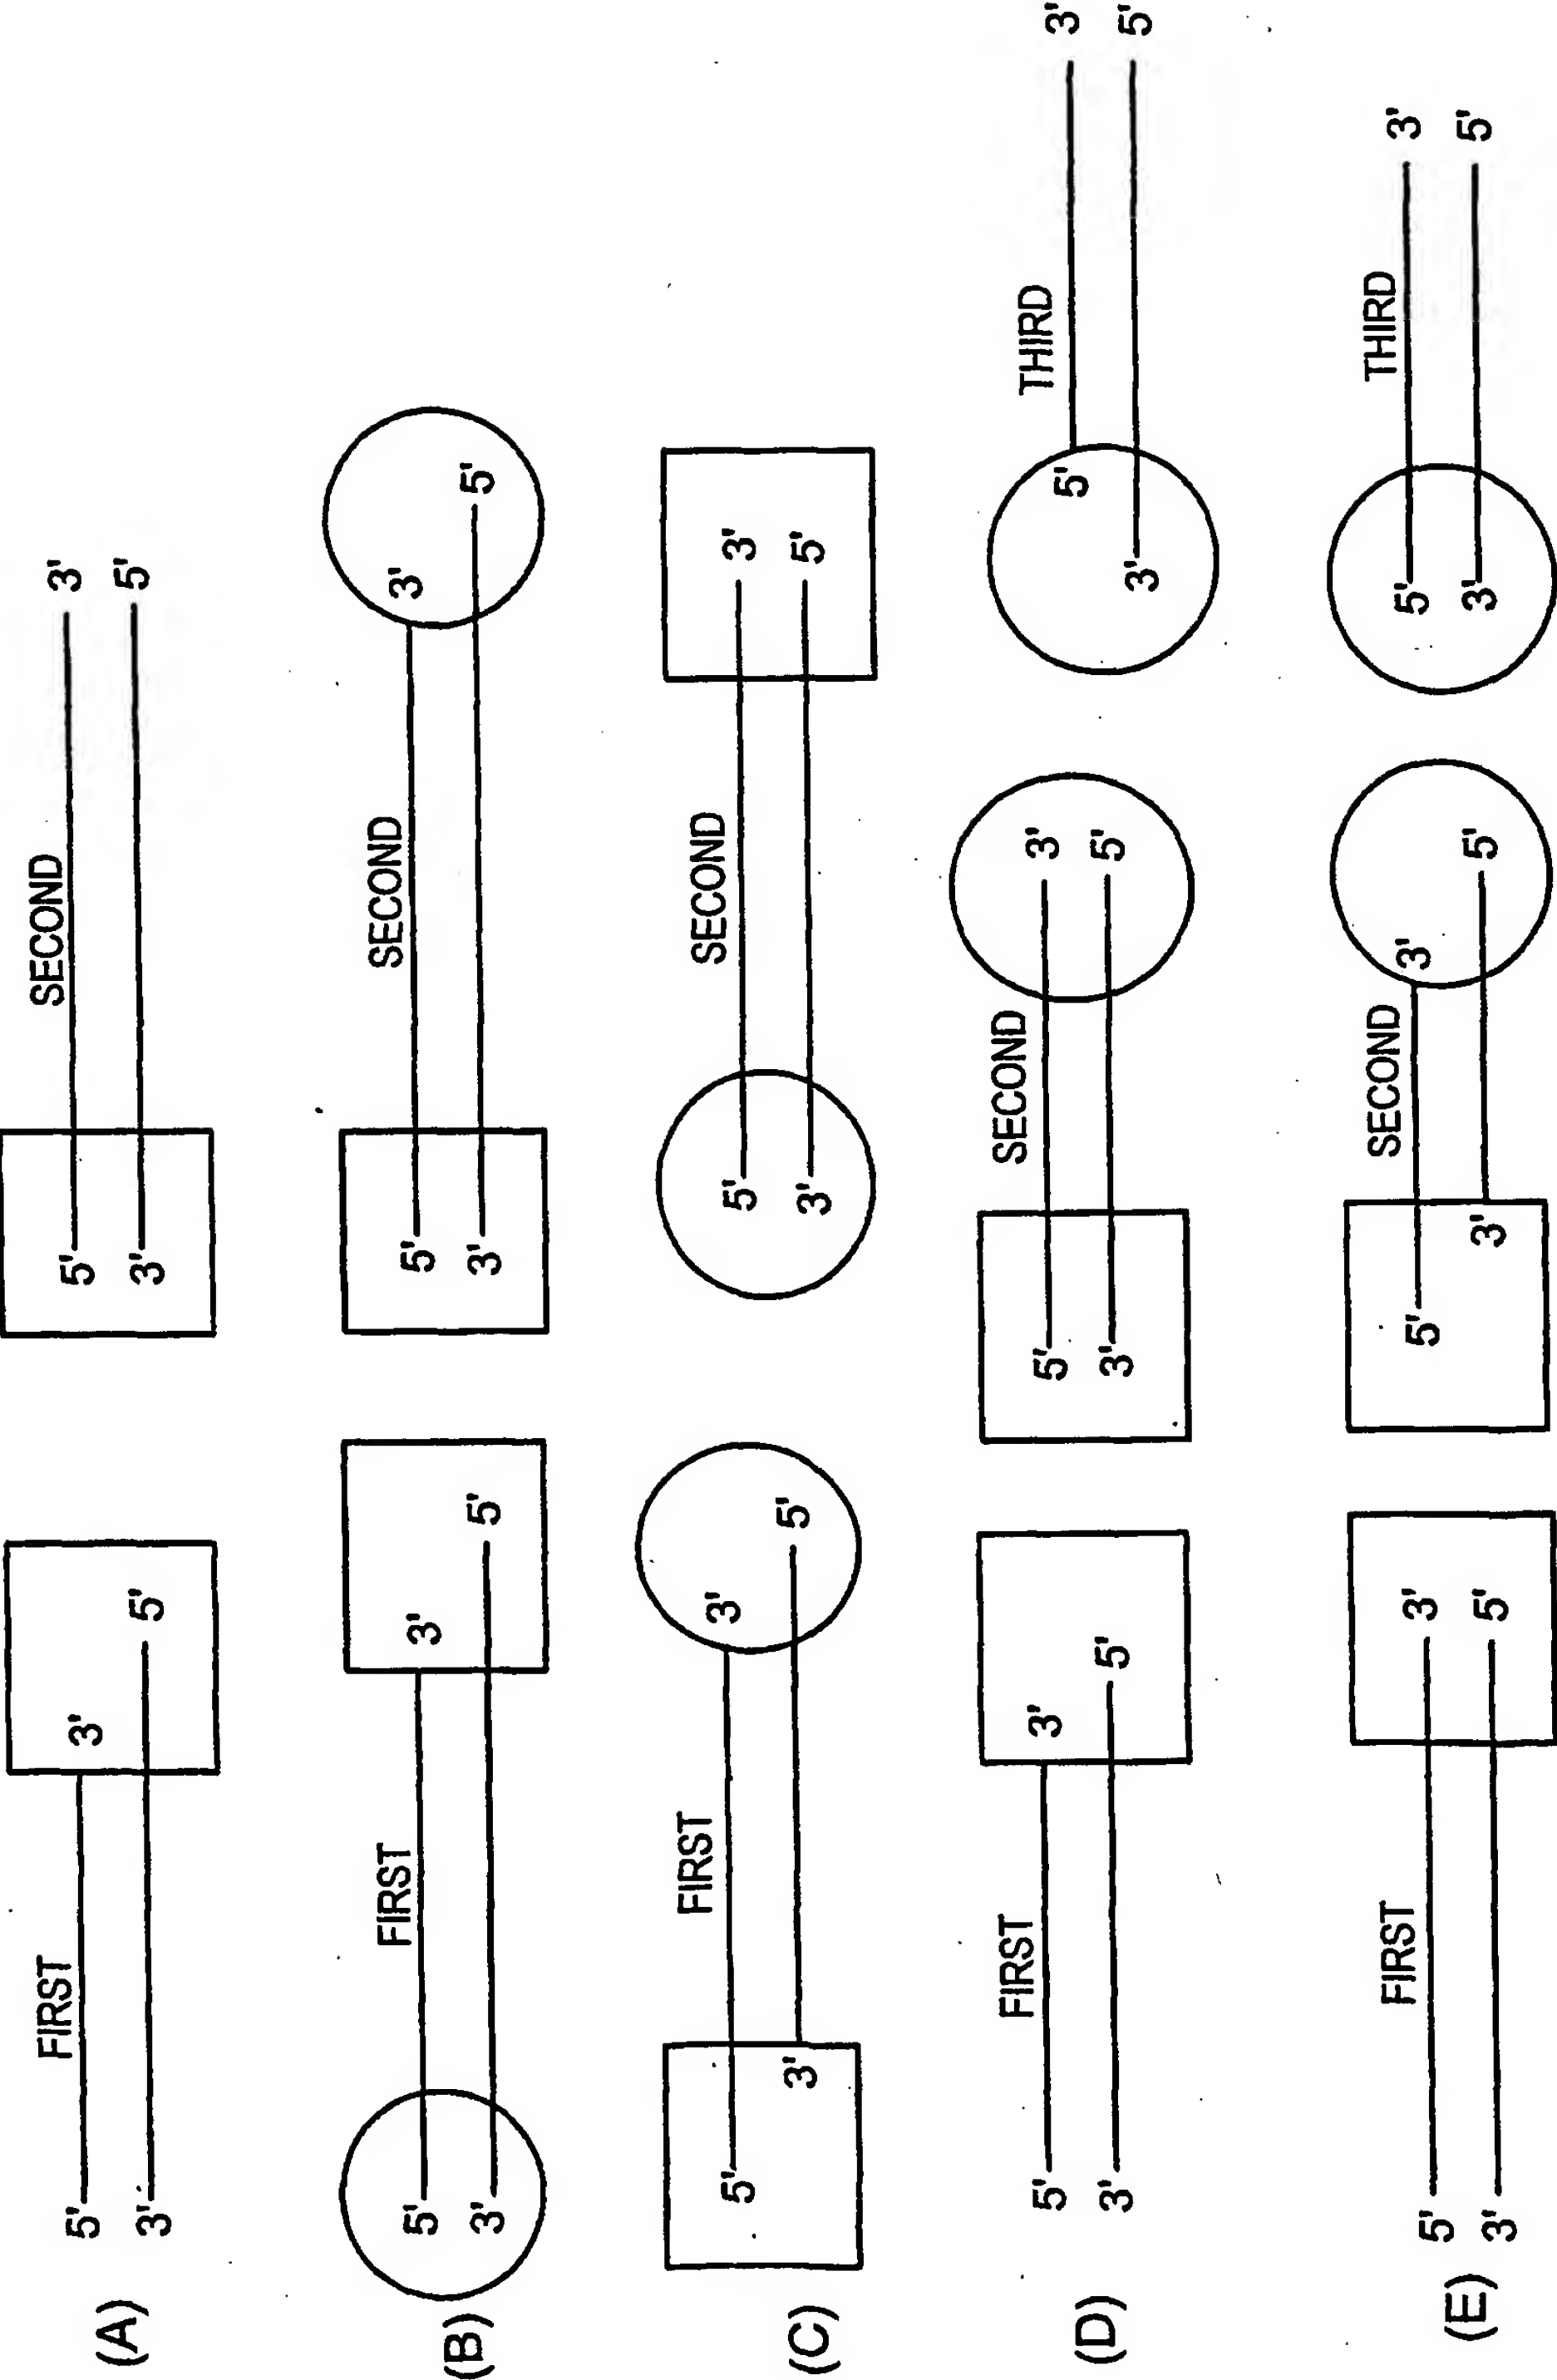 FIRST SECOND
5' 3' 5' 3'
(A) 3' 5' 3' 5'
FIRST SECOND
5' 3' 5' 3'
(B) 3' 5' 3' 5'
FIRST SECOND
5' 3' 5' 3'
(C) 3' 5' 3' 5'
FIRST SECOND THIRD
5' 3' 5' 3' 5' 3'
(D) 3' 5' 3' 5' 3' 5'
FIRST SECOND THIRD
5' 3' 5' 3' 5' 3'
(E) 3' 5' 3' 5' 3' 5'